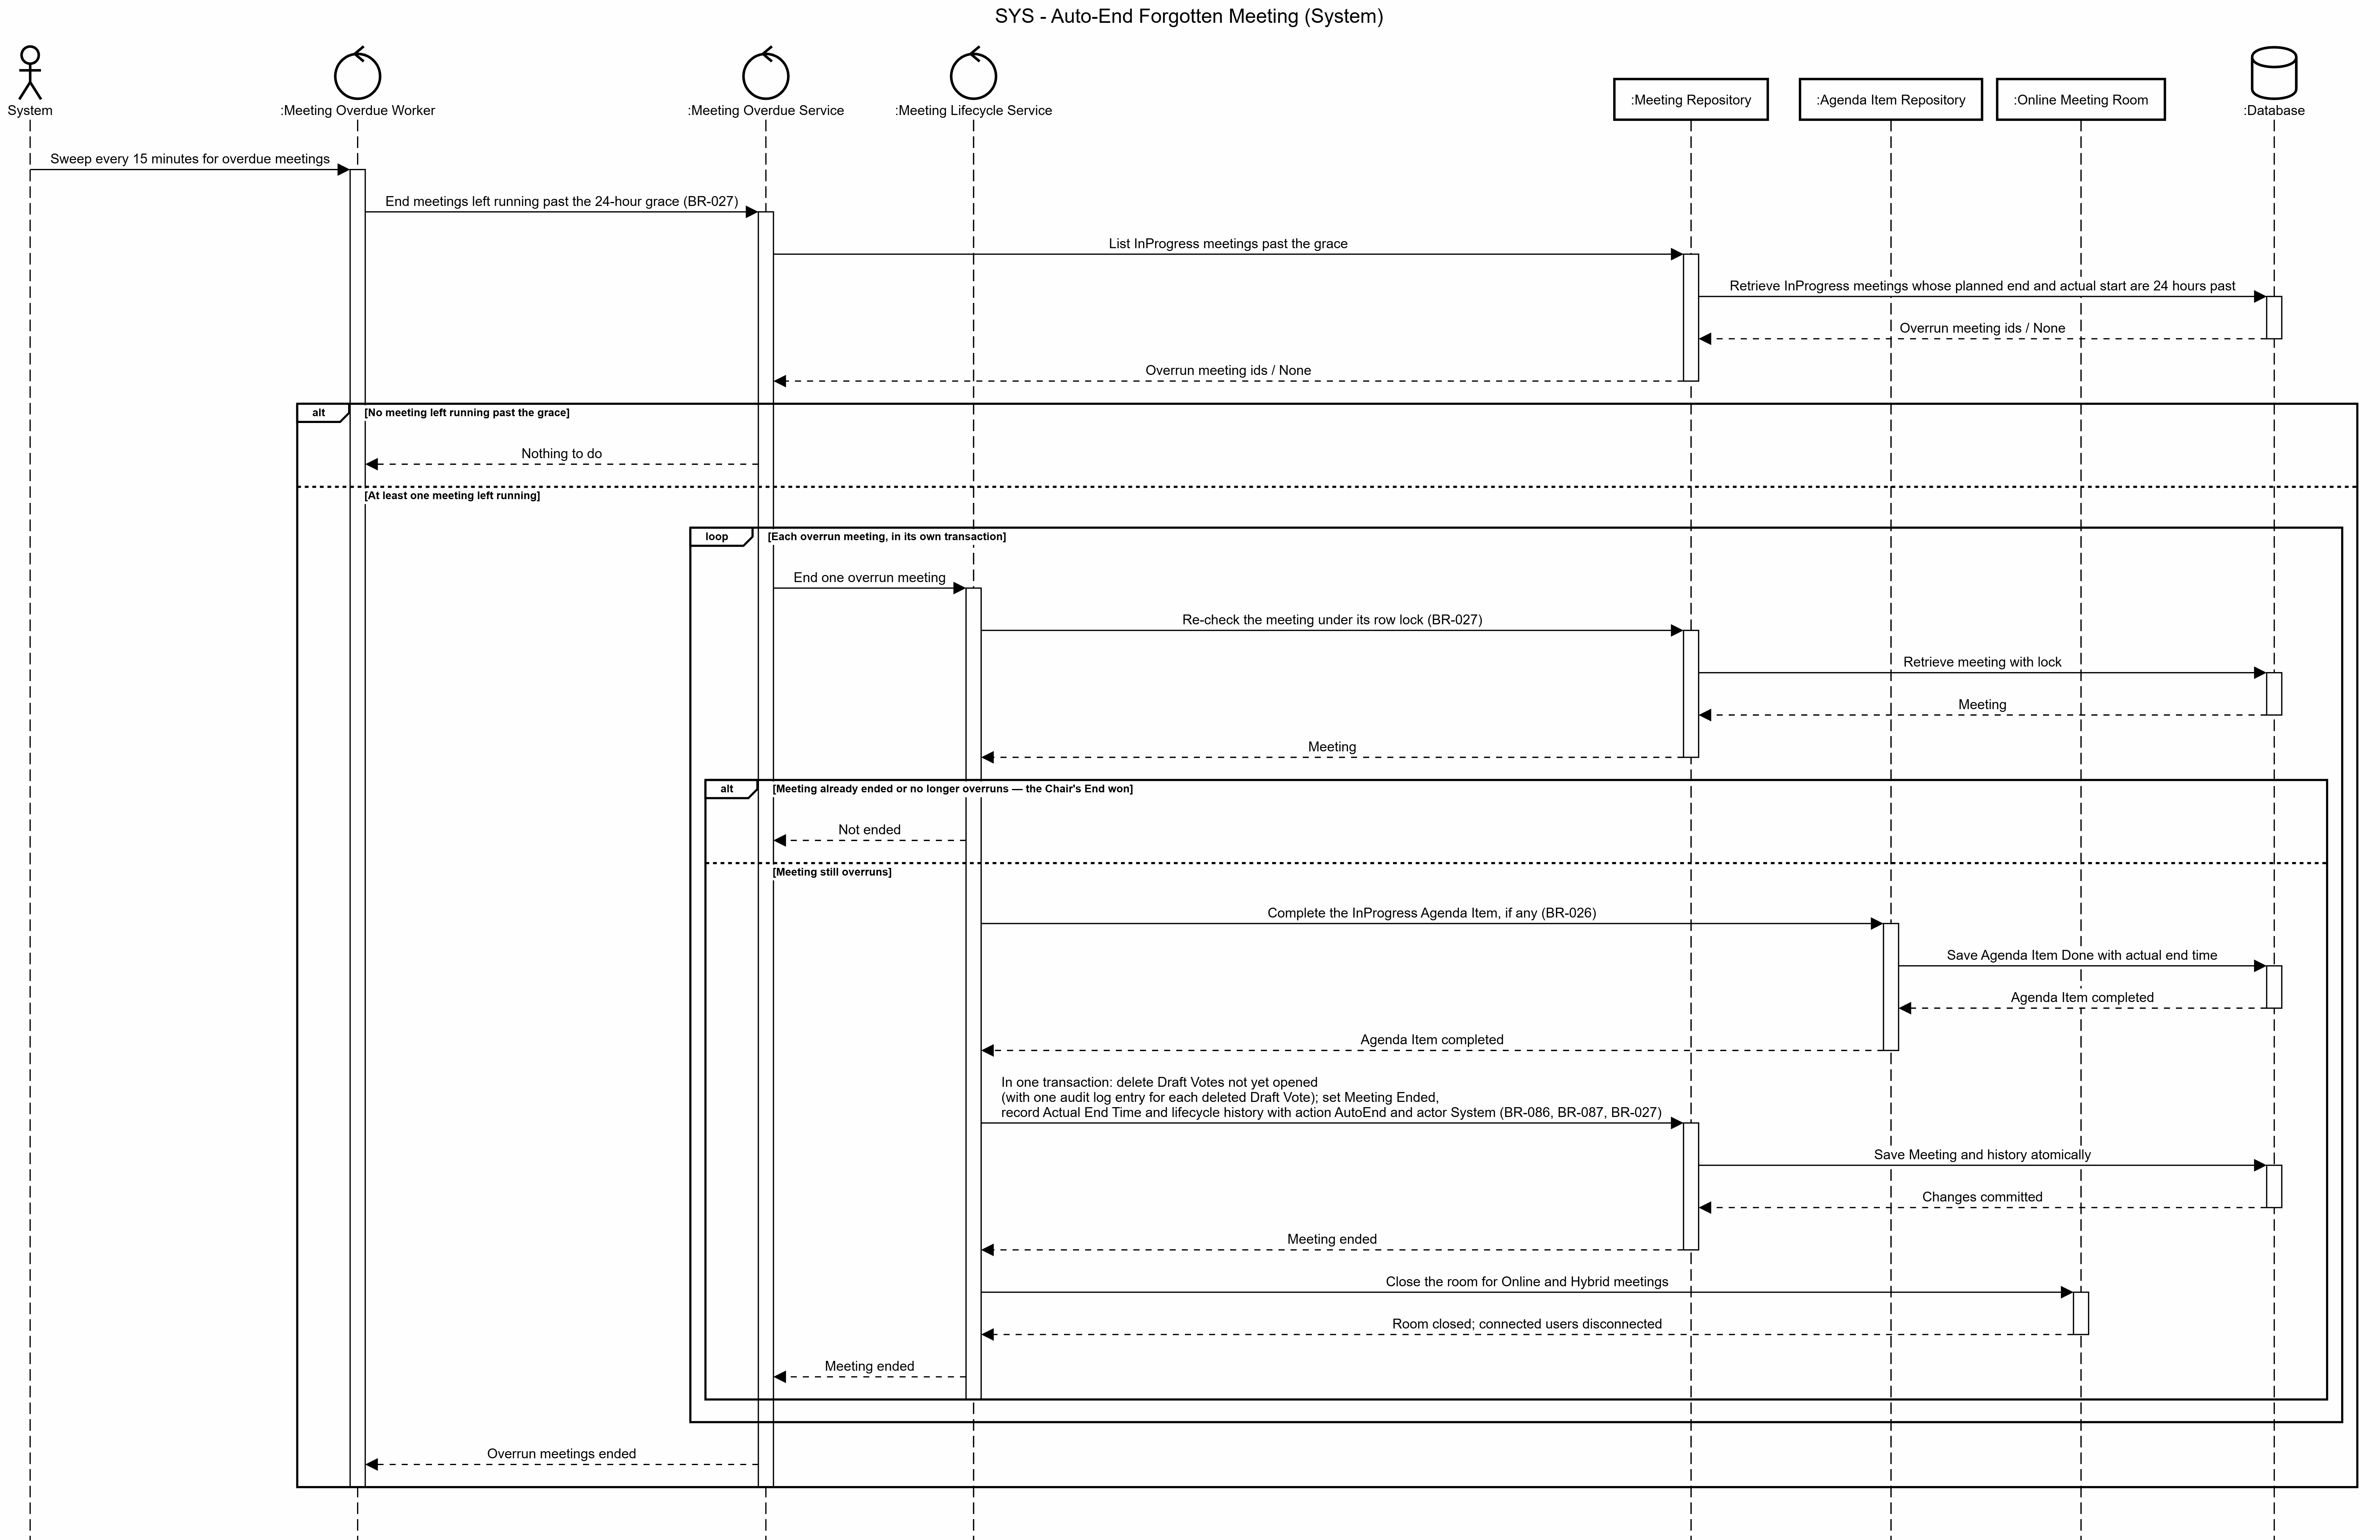 SYS - Auto-End Forgotten Meeting (System)
System
:Meeting Overdue Worker
:Meeting Overdue Service
:Meeting Lifecycle Service
:Meeting Repository
:Agenda Item Repository
:Online Meeting Room
:Database
Sweep every 15 minutes for overdue meetings
End meetings left running past the 24-hour grace (BR-027)
List InProgress meetings past the grace
Retrieve InProgress meetings whose planned end and actual start are 24 hours past
Overrun meeting ids / None
Overrun meeting ids / None
alt
[No meeting left running past the grace]
Nothing to do
[At least one meeting left running]
loop
[Each overrun meeting, in its own transaction]
End one overrun meeting
Re-check the meeting under its row lock (BR-027)
Retrieve meeting with lock
Meeting
Meeting
alt
[Meeting already ended or no longer overruns — the Chair's End won]
Not ended
[Meeting still overruns]
Complete the InProgress Agenda Item, if any (BR-026)
Save Agenda Item Done with actual end time
Agenda Item completed
Agenda Item completed
In one transaction: delete Draft Votes not yet opened
(with one audit log entry for each deleted Draft Vote); set Meeting Ended,
record Actual End Time and lifecycle history with action AutoEnd and actor System (BR-086, BR-087, BR-027)
Save Meeting and history atomically
Changes committed
Meeting ended
Close the room for Online and Hybrid meetings
Room closed; connected users disconnected
Meeting ended
Overrun meetings ended